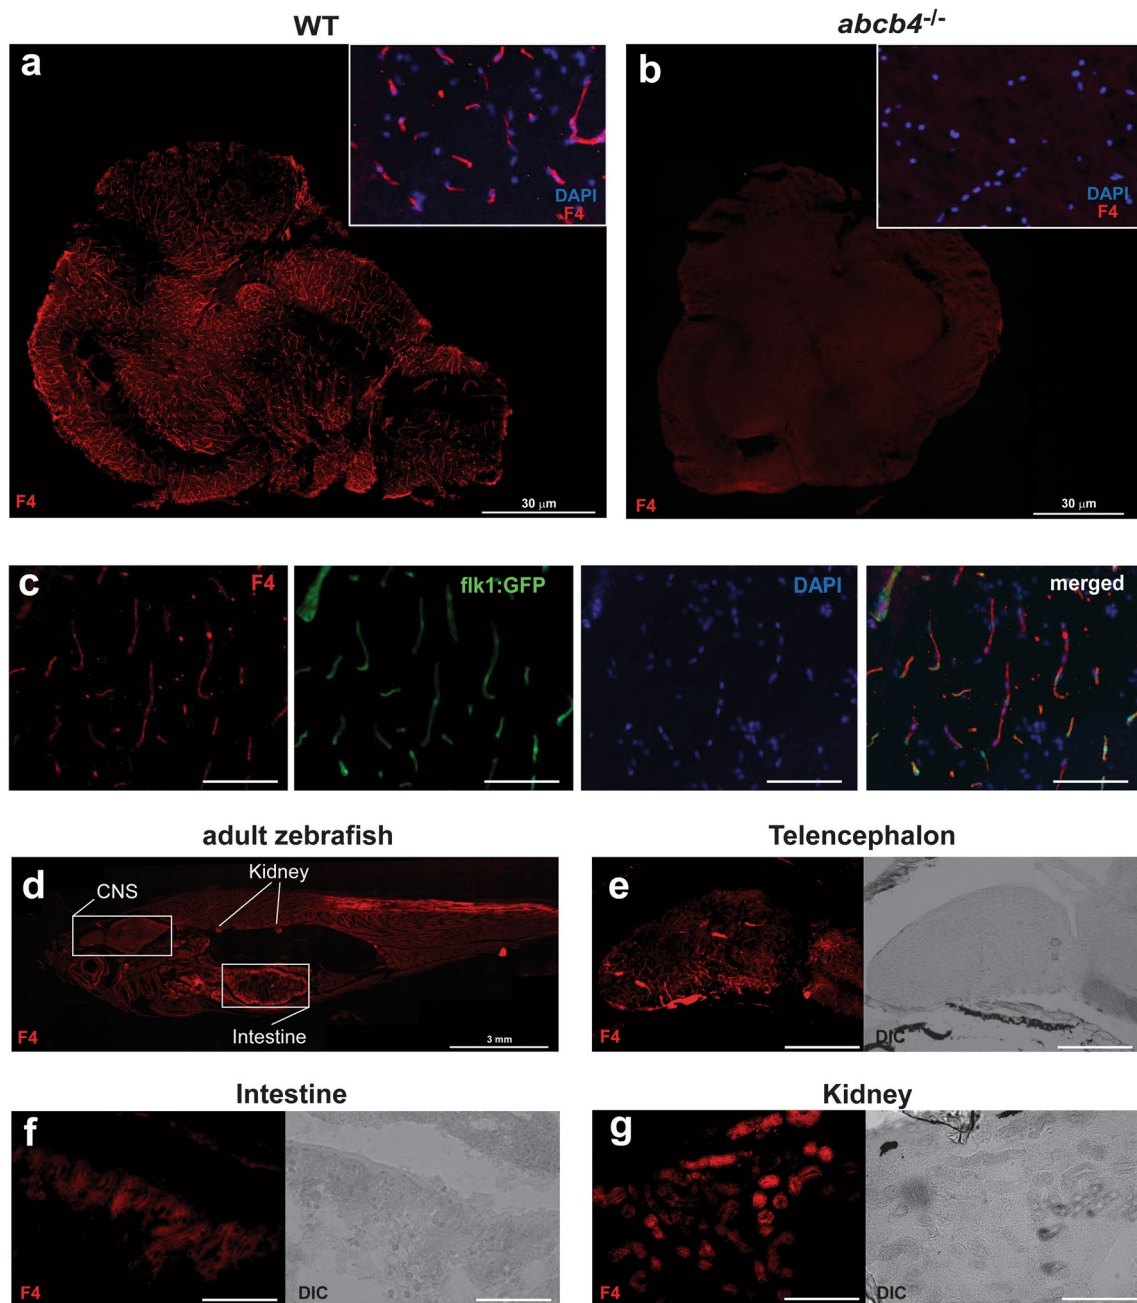 WT
abcb4-/-
a
DAPI
F4
F4
30 μm
b
DAPI
F4
F4
30 μm
c
F4
flk1:GFP
DAPI
merged
adult zebrafish
Telencephalon
d
CNS
Kidney
Intestine
F4
3 mm
e
F4
DIC
Intestine
Kidney
f
F4
DIC
g
F4
DIC